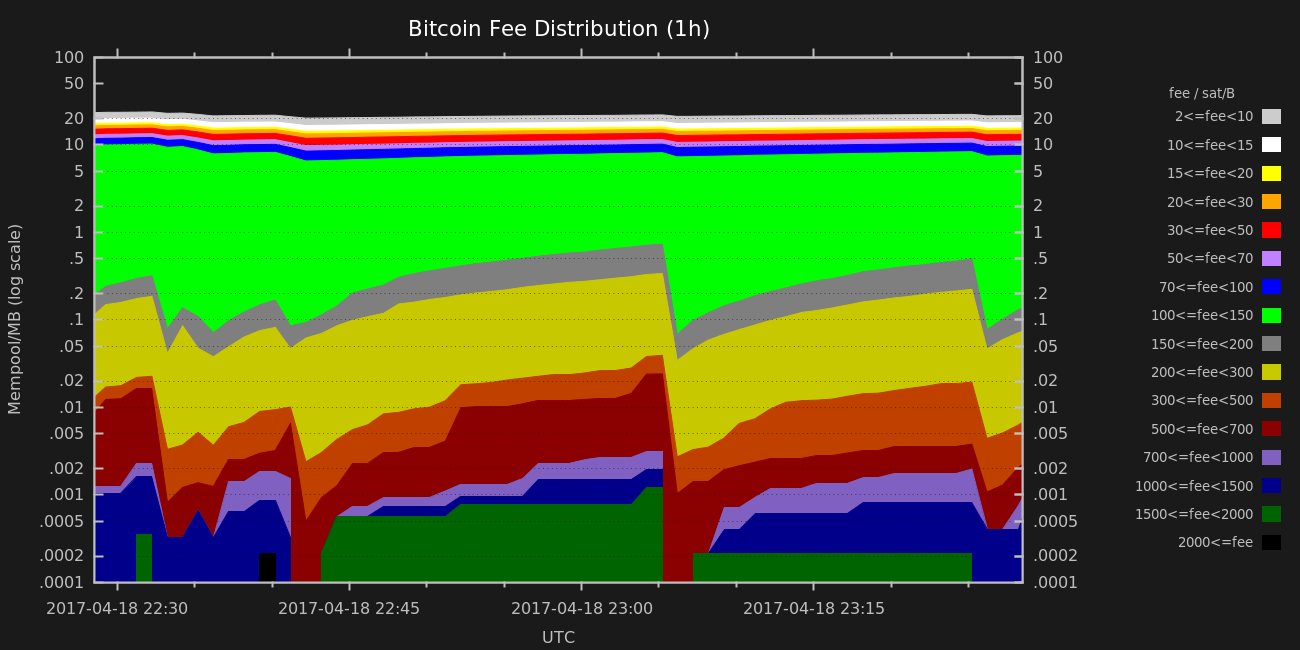 Bitcoin Fee Distribution (1h)
Mempool/MB (log scale)
100
50
20
10
5
2
1
.5
.2
.1
.05
.02
.01
.005
.002
.001
.0005
.0002
.0001
100
50
20
10
5
2
1
.5
.2
.1
.05
.02
.01
.005
.002
.001
.0005
.0002
.0001
2017-04-18 22:30
2017-04-18 22:45
2017-04-18 23:00
2017-04-18 23:15
UTC
fee / sat/B
2<=fee<10
10<=fee<15
15<=fee<20
20<=fee<30
30<=fee<50
50<=fee<70
70<=fee<100
100<=fee<150
150<=fee<200
200<=fee<300
300<=fee<500
500<=fee<700
700<=fee<1000
1000<=fee<1500
1500<=fee<2000
2000<=fee